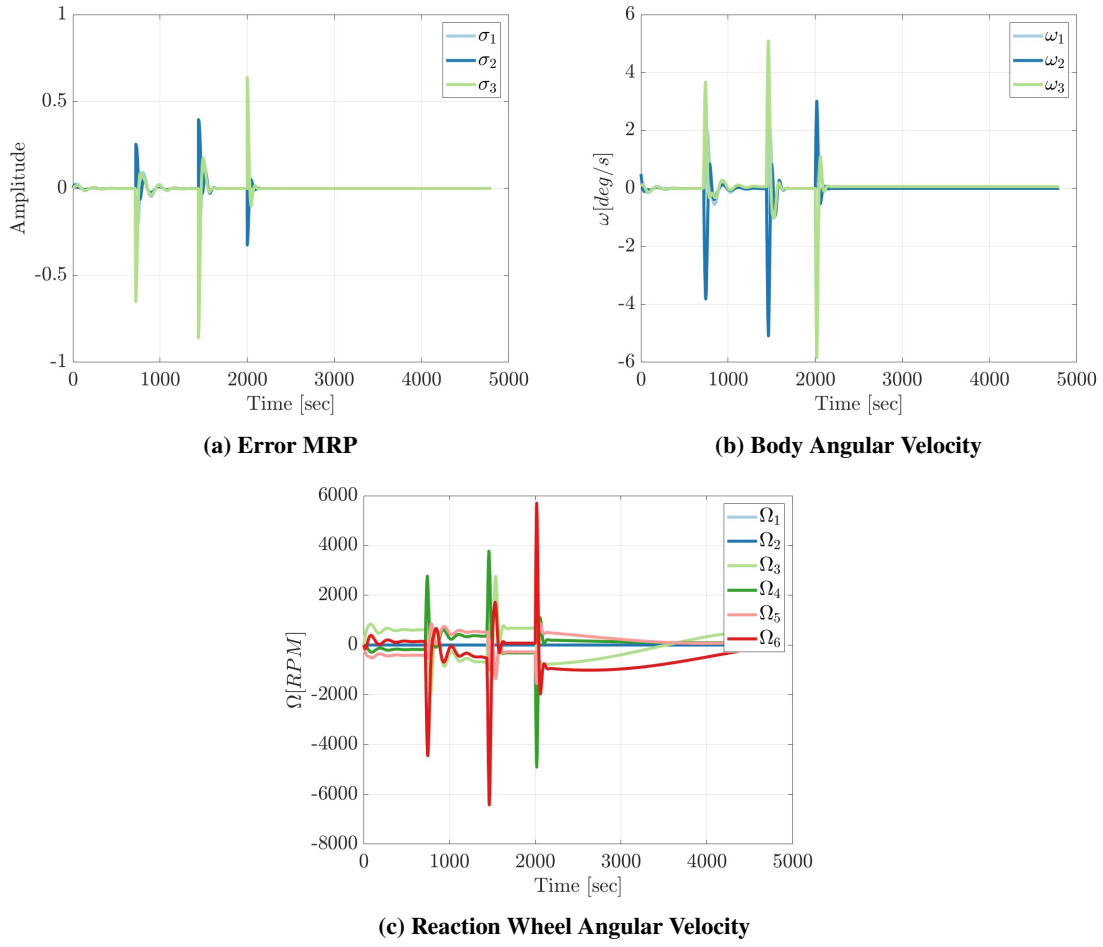 1
0.5
0
-0.5
-1
Amplitude
σ1
σ2
σ3
0 1000 2000 3000 4000 5000
Time [sec]
(a) Error MRP
6
4
2
0
-2
-4
-6
ω[deg/s]
ω1
ω2
ω3
0 1000 2000 3000 4000 5000
Time [sec]
(b) Body Angular Velocity
6000
4000
2000
0
-2000
-4000
-6000
-8000
Ω[RPM]
Ω1
Ω2
Ω3
Ω4
Ω5
Ω6
0 1000 2000 3000 4000 5000
Time [sec]
(c) Reaction Wheel Angular Velocity